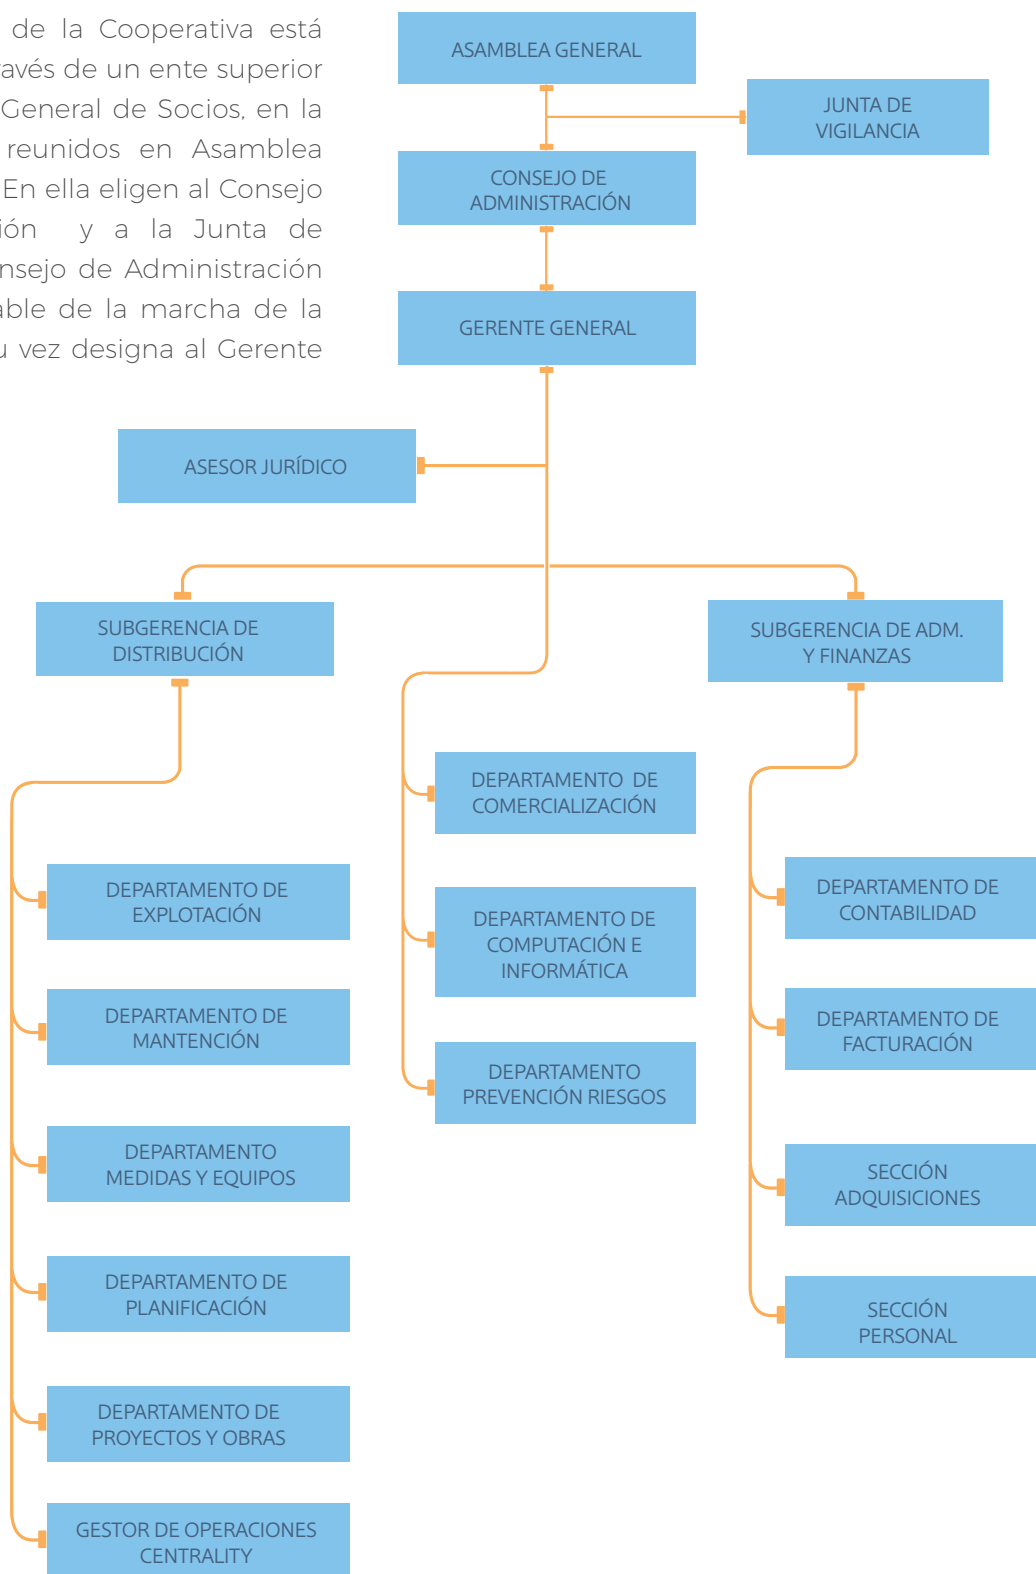 de la Cooperativa está
ravés de un ente superior
General de Socios, en la
reunidos en Asamblea
En ella eligen al Consejo
ión y a la Junta de
nsejo de Administración
able de la marcha de la
u vez designa al Gerente
ASAMBLEA GENERAL
JUNTA DE
VIGILANCIA
CONSEJO DE
ADMINISTRACIÓN
GERENTE GENERAL
ASESOR JURÍDICO
SUBGERENCIA DE
DISTRIBUCIÓN
SUBGERENCIA DE ADM.
Y FINANZAS
DEPARTAMENTO DE
EXPLOTACIÓN
DEPARTAMENTO DE
MANTENCIÓN
DEPARTAMENTO
MEDIDAS Y EQUIPOS
DEPARTAMENTO DE
PLANIFICACIÓN
DEPARTAMENTO DE
PROYECTOS Y OBRAS
GESTOR DE OPERACIONES
CENTRALITY
DEPARTAMENTO DE
COMERCIALIZACIÓN
DEPARTAMENTO DE
COMPUTACIÓN E
INFORMÁTICA
DEPARTAMENTO
PREVENCIÓN RIESGOS
DEPARTAMENTO DE
CONTABILIDAD
DEPARTAMENTO DE
FACTURACIÓN
SECCIÓN
ADQUISICIONES
SECCIÓN
PERSONAL